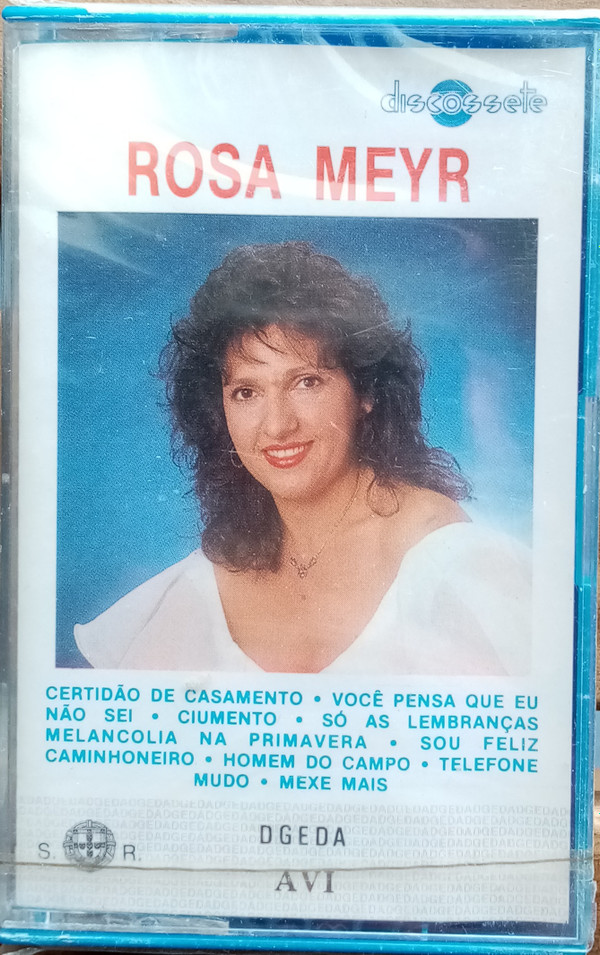 discossete
ROSA MEYR
CERTIDÃO DE CASAMENTO • VOCÊ PENSA QUE EU
NÃO SEI • CIUMENTO • SÓ AS LEMBRANÇAS
MELANCOLIA NA PRIMAVERA • SOU FELIZ
CAMINHONEIRO • HOMEM DO CAMPO • TELEFONE
MUDO • MEXE MAIS
DGEDA
S. R.
AVI